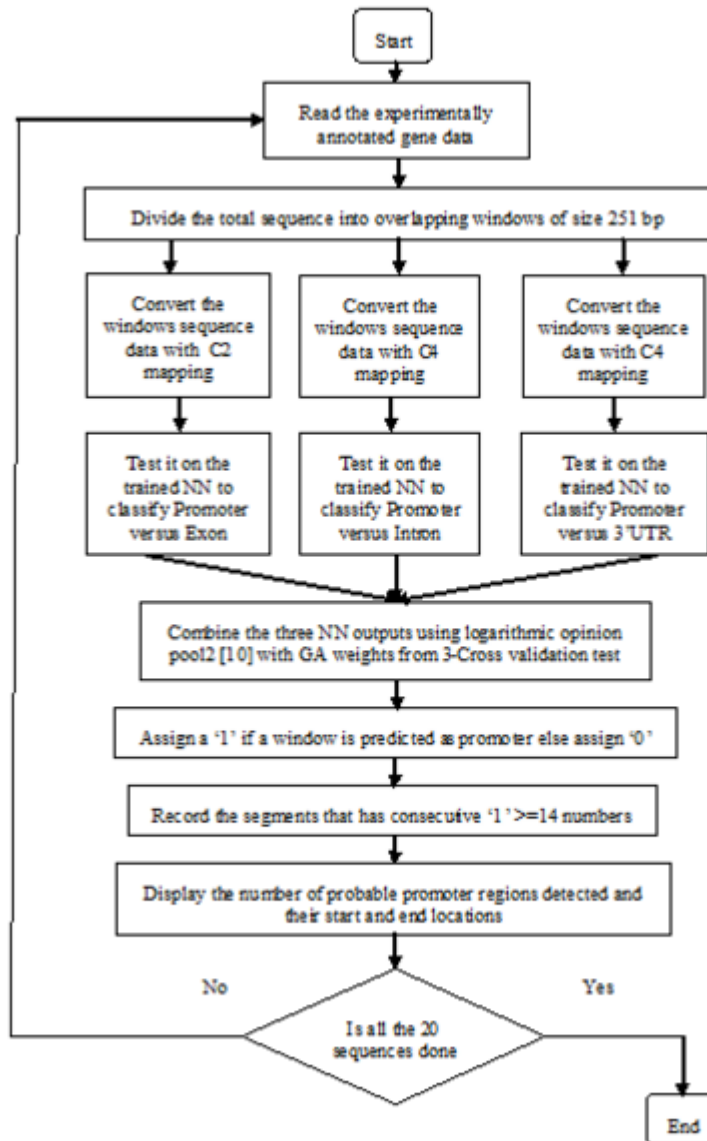 Start
Read the experimentally
annotated gene data
Divide the total sequence into overlapping windows of size 251 bp
Convert the
windows sequence
data with C2
mapping
Convert the
windows sequence
data with C4
mapping
Convert the
windows sequence
data with C4
mapping
Test it on the
trained NN to
classify Promoter
versus Exon
Test it on the
trained NN to
classify Promoter
versus Intron
Test it on the
trained NN to
classify Promoter
versus 3’UTR
Combine the three NN outputs using logarithmic opinion
pool2 [10] with GA weights from 3-Cross validation test
Assign a ‘1’ if a window is predicted as promoter else assign ‘0’
Record the segments that has consecutive ‘1’ >=14 numbers
Display the number of probable promoter regions detected and
their start and end locations
No
Yes
Is all the 20
sequences done
End